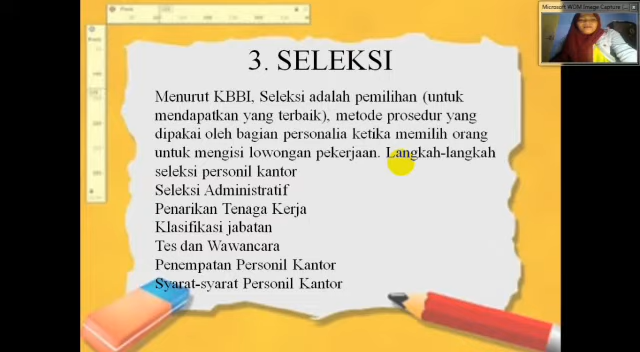 Microsoft WDM Image Capture
3. SELEKSI
Menurut KBBI, Seleksi adalah pemilihan (untuk
mendapatkan yang terbaik), metode prosedur yang
dipakai oleh bagian personalia ketika memilih orang
untuk mengisi lowongan pekerjaan. Langkah-langkah
seleksi personil kantor
Seleksi Administratif
Penarikan Tenaga Kerja
Klasifikasi jabatan
Tes dan Wawancara
Penempatan Personil Kantor
Syarat-syarat Personil Kantor